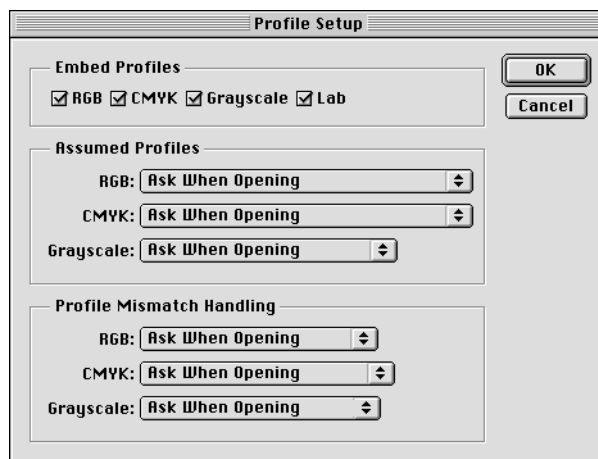 Profile Setup
Embed Profiles
RGB CMYK Grayscale Lab
OK
Cancel
Assumed Profiles
RGB: Ask When Opening
CMYK: Ask When Opening
Grayscale: Ask When Opening
Profile Mismatch Handling
RGB: Ask When Opening
CMYK: Ask When Opening
Grayscale: Ask When Opening